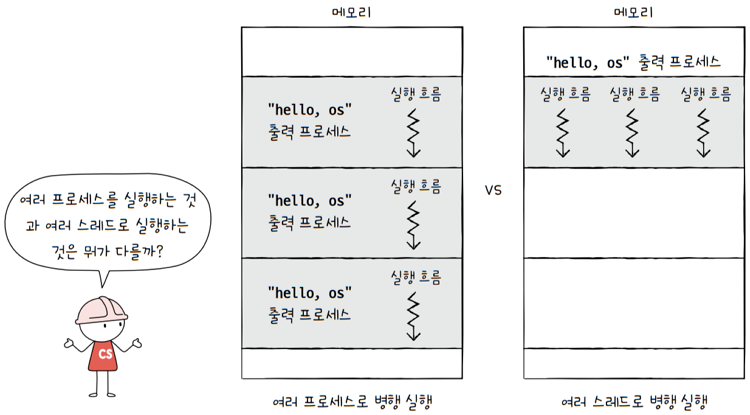 메모리
"hello, os"
출력 프로세스
실행 흐름
"hello, os"
출력 프로세스
실행 흐름
"hello, os"
출력 프로세스
실행 흐름
여러 프로세스로 병행 실행
vs
메모리
"hello, os" 출력 프로세스
실행 흐름 실행 흐름 실행 흐름
여러 스레드로 병행 실행
여러 프로세스를 실행하는 것
과 여러 스레드로 실행하는
것은 뭐가 다를까?
CS